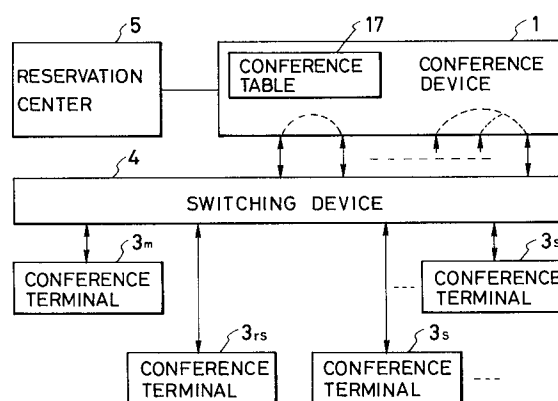 5
17
1
RESERVATION
CENTER
CONFERENCE
TABLE
CONFERENCE
DEVICE
4
SWITCHING DEVICE
3m
CONFERENCE
TERMINAL
3s
CONFERENCE
TERMINAL
3rs
CONFERENCE
TERMINAL
3s
CONFERENCE
TERMINAL